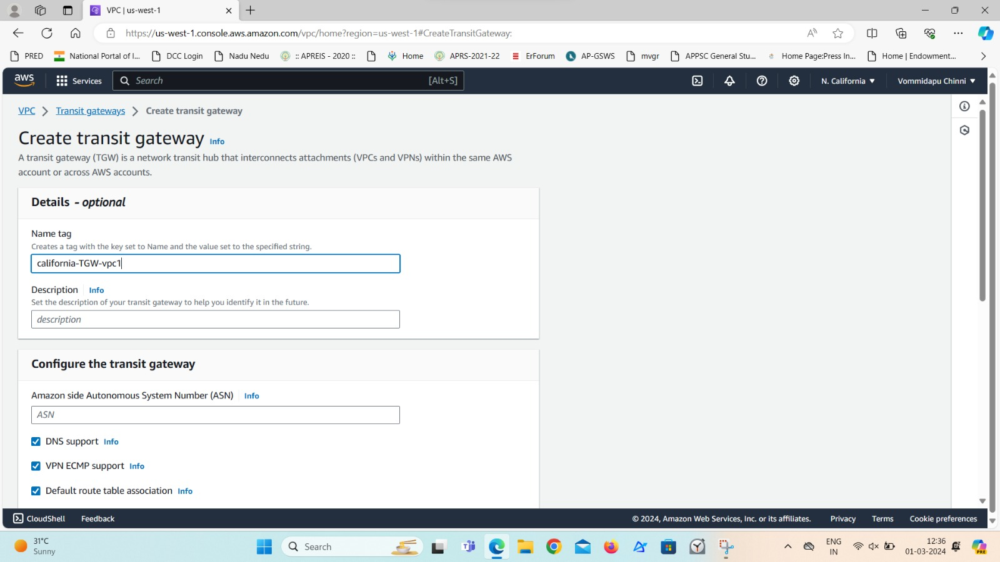 VPC | us-west-1
https://us-west-1.console.aws.amazon.com/vpc/home?region=us-west-1#CreateTransitGateway:
PRED National Portal of I... DCC Login Nadu Nedu :: APREIS - 2020 :: Home APRS-2021-22 ErForum AP-GSWS mvgr APPSC General Stu... Home Page:Press In... Home | Endowment...
aws Services Search [Alt+S] N. California Vommidapu Chinni
VPC Transit gateways Create transit gateway
Create transit gateway Info
A transit gateway (TGW) is a network transit hub that interconnects attachments (VPCs and VPNs) within the same AWS
account or across AWS accounts.
Details - optional
Name tag
Creates a tag with the key set to Name and the value set to the specified string.
california-TGW-vpc1
Description Info
Set the description of your transit gateway to help you identify it in the future.
description
Configure the transit gateway
Amazon side Autonomous System Number (ASN) Info
ASN
DNS support Info
VPN ECMP support Info
Default route table association Info
CloudShell Feedback © 2024, Amazon Web Services, Inc. or its affiliates. Privacy Terms Cookie preferences
31°C
Sunny
Search
ENG
IN
12:36
01-03-2024
PRE